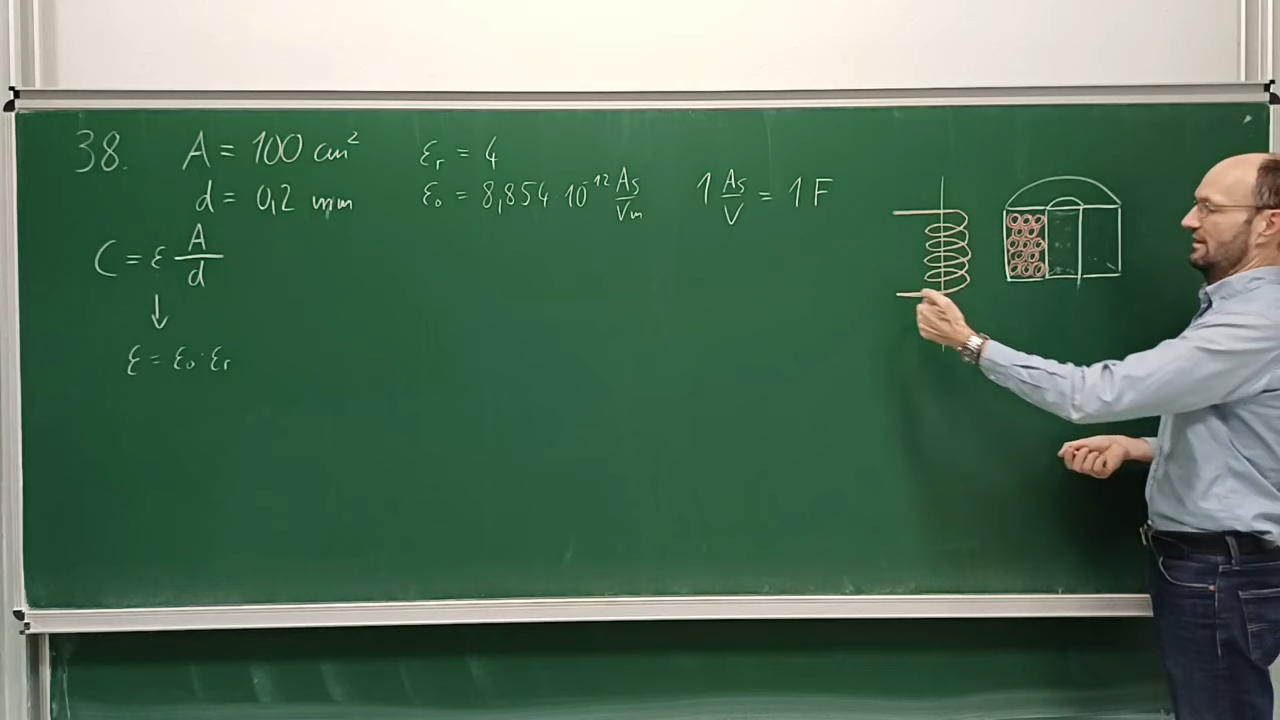 38. A = 100 cm² εr = 4
d = 0,2 mm ε₀ = 8,854 · 10⁻¹² As/Vm 1 As/V = 1 F
C = ε A/d
↓
ε = ε₀ · εr